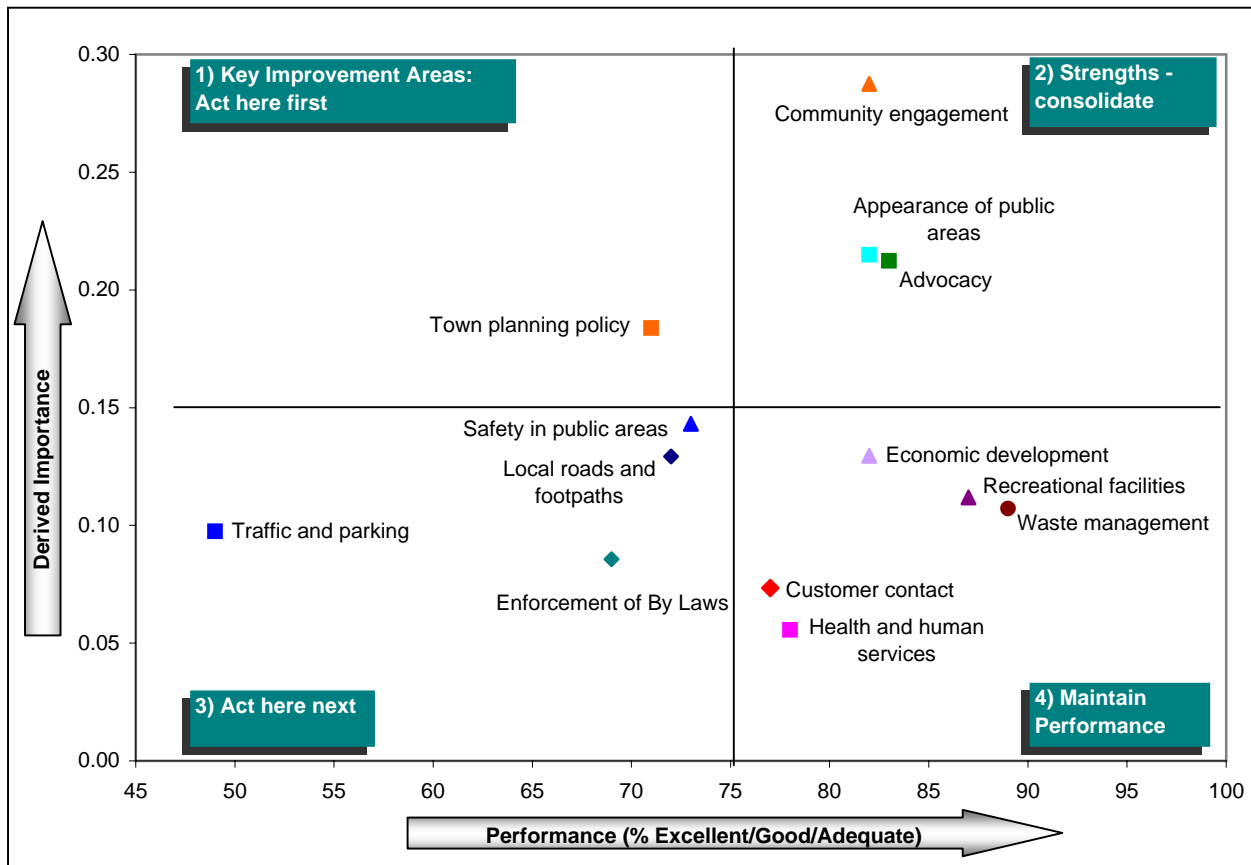 0.30
0.25
0.20
0.15
0.10
0.05
0.00
Derived Importance
1) Key Improvement Areas:
Act here first
2) Strengths -
consolidate
Community engagement
Appearance of public
areas
Advocacy
Town planning policy
Safety in public areas
Local roads and
footpaths
Traffic and parking
Enforcement of By Laws
Economic development
Recreational facilities
Waste management
Customer contact
Health and human
services
3) Act here next
4) Maintain
Performance
45 50 55 60 65 70 75 80 85 90 95 100
Performance (% Excellent/Good/Adequate)